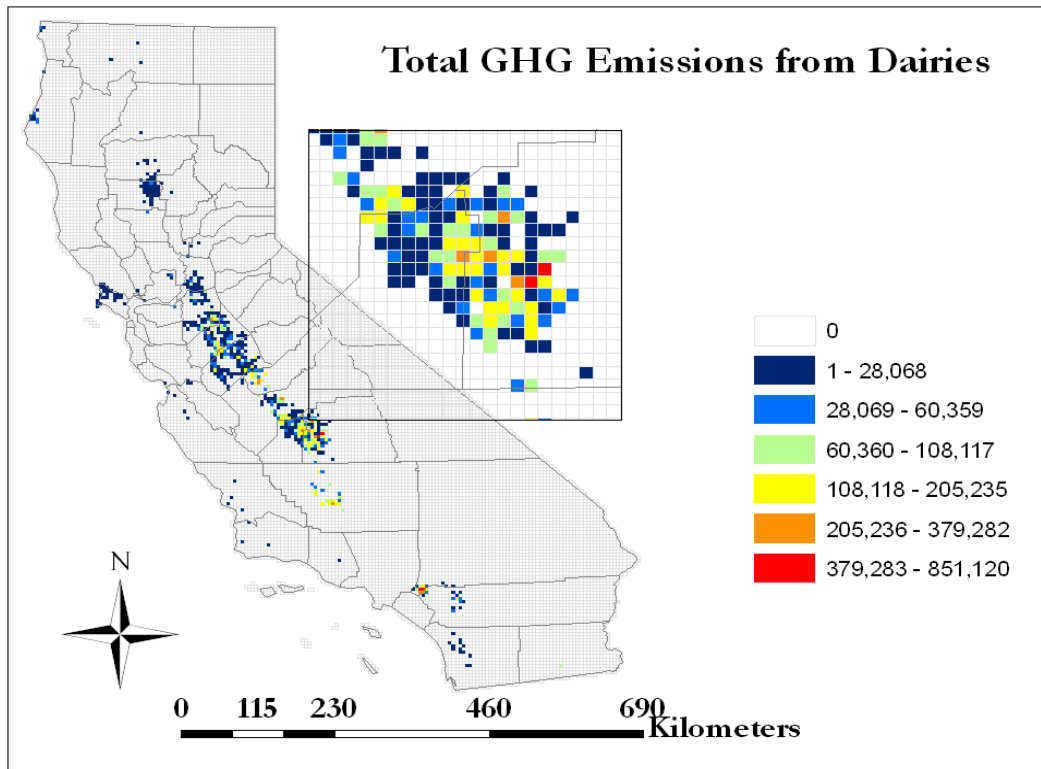 Total GHG Emissions from Dairies
0
1 - 28,068
28,069 - 60,359
60,360 - 108,117
108,118 - 205,235
205,236 - 379,282
379,283 - 851,120
N
0 115 230 460 690
Kilometers